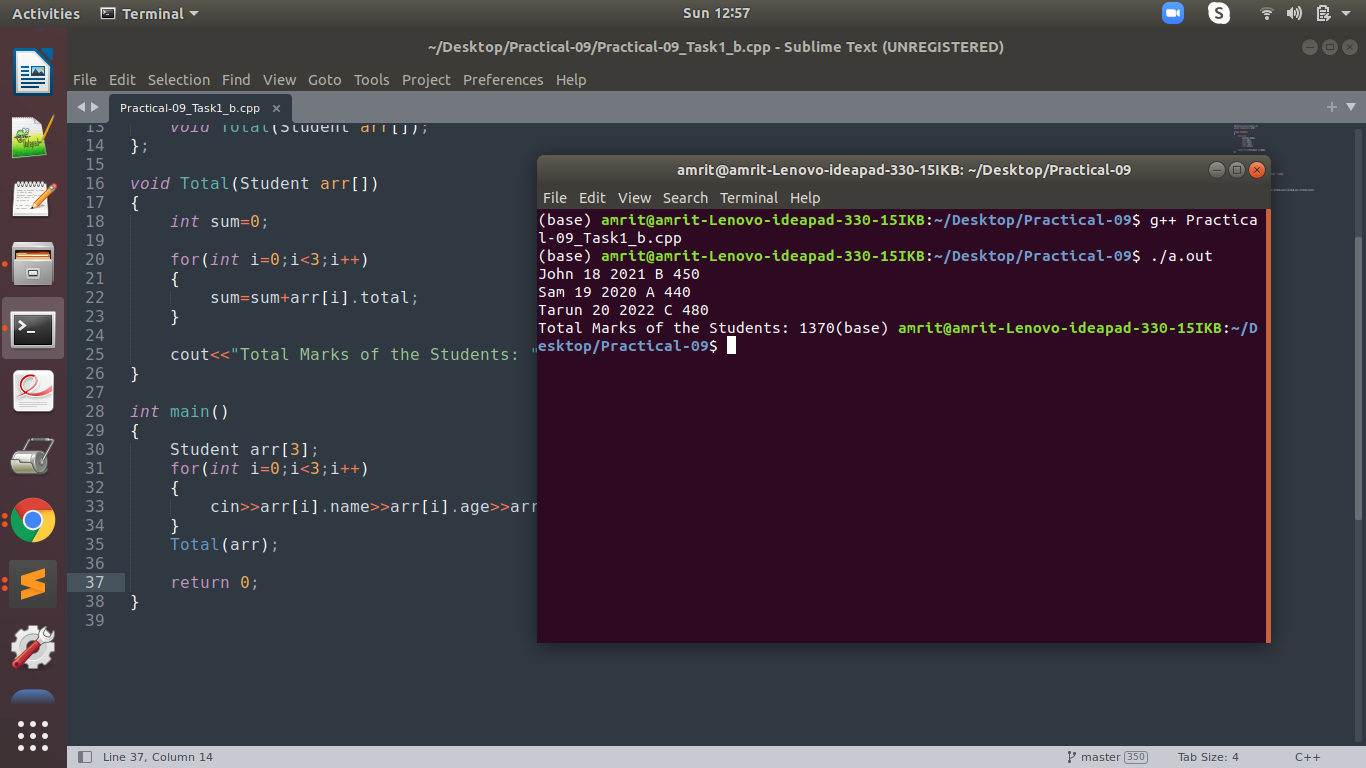 Activities Terminal Sun 12:57
~/Desktop/Practical-09/Practical-09_Task1_b.cpp - Sublime Text (UNREGISTERED)
File Edit Selection Find View Goto Tools Project Preferences Help
Practical-09_Task1_b.cpp ×
13 void Total(Student arr[]);
14 };
15
16 void Total(Student arr[])
17 {
18 int sum=0;
19
20 for(int i=0;i<3;i++)
21 {
22 sum=sum+arr[i].total;
23 }
24
25 cout<<"Total Marks of the Students: "
26 }
27
28 int main()
29 {
30 Student arr[3];
31 for(int i=0;i<3;i++)
32 {
33 cin>>arr[i].name>>arr[i].age>>arr
34 }
35 Total(arr);
36
37 return 0;
38 }
39
amrit@amrit-Lenovo-ideapad-330-15IKB: ~/Desktop/Practical-09
File Edit View Search Terminal Help
(base) amrit@amrit-Lenovo-ideapad-330-15IKB:~/Desktop/Practical-09$ g++ Practica
l-09_Task1_b.cpp
(base) amrit@amrit-Lenovo-ideapad-330-15IKB:~/Desktop/Practical-09$ ./a.out
John 18 2021 B 450
Sam 19 2020 A 440
Tarun 20 2022 C 480
Total Marks of the Students: 1370(base) amrit@amrit-Lenovo-ideapad-330-15IKB:~/D
esktop/Practical-09$
Line 37, Column 14 master 350 Tab Size: 4 C++